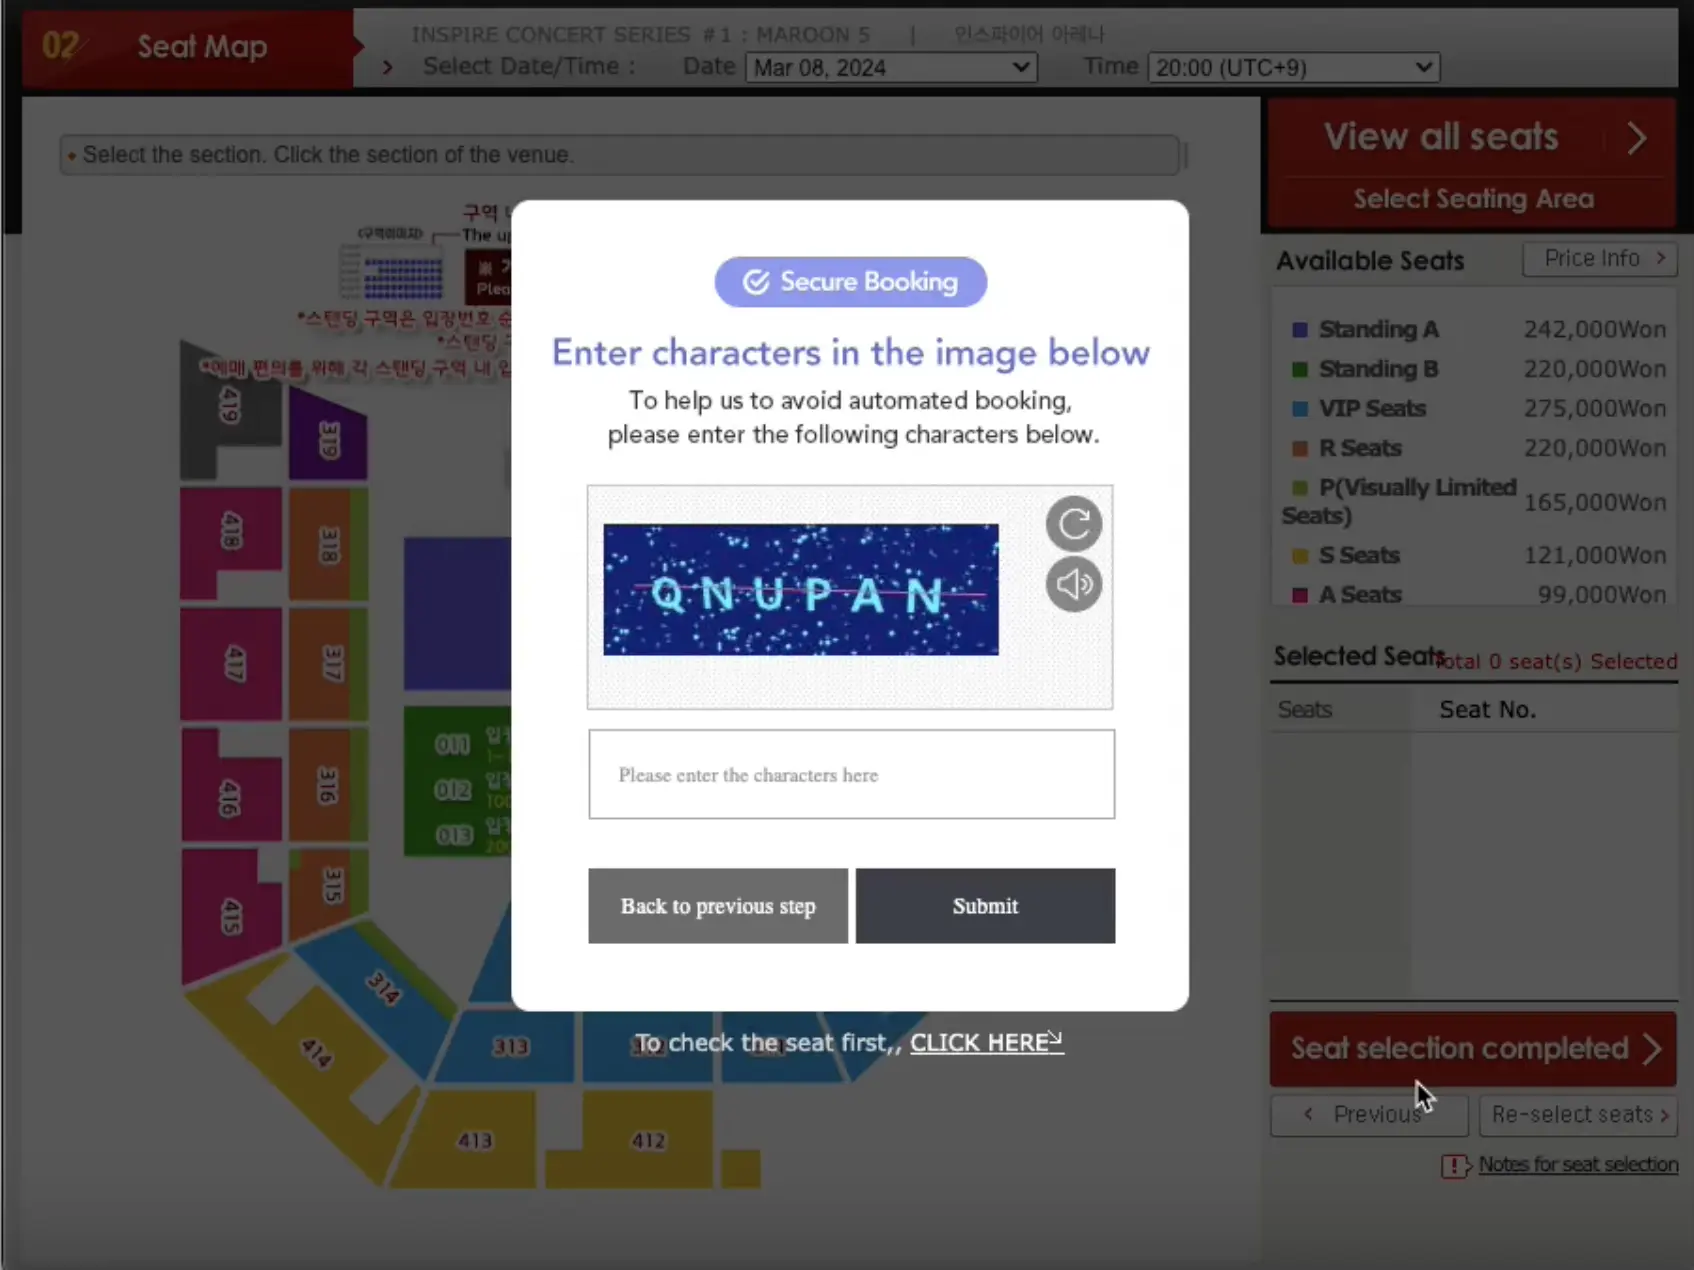 02 Seat Map
INSPIRE CONCERT SERIES #1 : MAROON 5 | 인스파이어 아레나
> Select Date/Time : Date Mar 08, 2024 Time 20:00 (UTC+9)
Select the section. Click the section of the venue.
구역
The up
Plea
*스탠딩 구역은 입장번호 순
*스탠딩
*예매 편의를 위해 각 스탠딩 구역 내 입
419
319
418
318
417
317
416
316
415
315
314
414
313
413
412
011
012
013
Secure Booking
Enter characters in the image below
To help us to avoid automated booking,
please enter the following characters below.
QNUPAN
Please enter the characters here
Back to previous step
Submit
To check the seat first,, CLICK HERE
View all seats >
Select Seating Area
Available Seats
Price Info >
Standing A 242,000Won
Standing B 220,000Won
VIP Seats 275,000Won
R Seats 220,000Won
P(Visually Limited
Seats) 165,000Won
S Seats 121,000Won
A Seats 99,000Won
Selected Seats
Total 0 seat(s) Selected
Seats Seat No.
Seat selection completed >
< Previous
Re-select seats >
Notes for seat selection